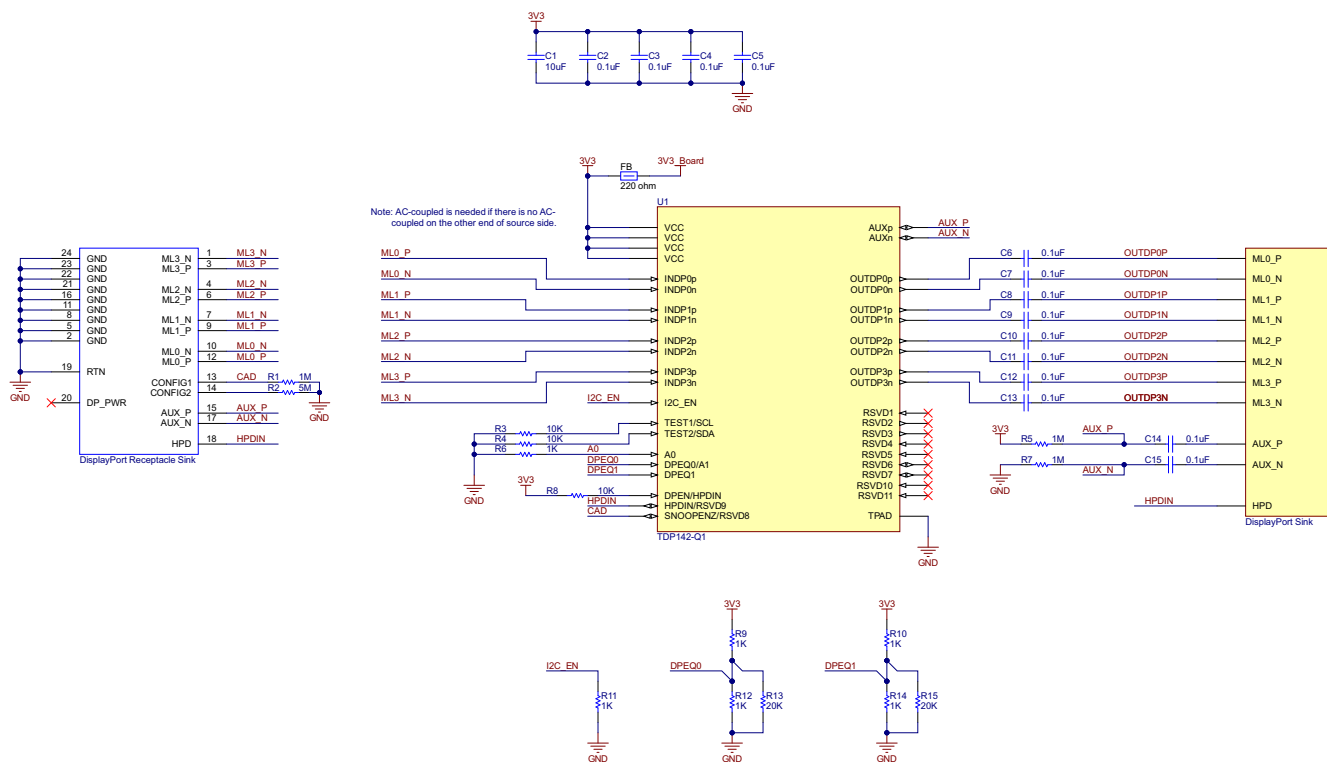 3V3
C1
10uF
C2
0.1uF
C3
0.1uF
C4
0.1uF
C5
0.1uF
GND
3V3
FB
220 ohm
3V3_Board
Note: AC-coupled is needed if there is no AC-
coupled on the other end of source side.
24 GND
23 GND
22 GND
21 GND
16 GND
11 GND
8 GND
5 GND
2 GND
19 RTN
20 DP_PWR
GND
ML3_N 1 ML3_N
ML3_P 3 ML3_P
ML2_N 4 ML2_N
ML2_P 6 ML2_P
ML1_N 7 ML1_N
ML1_P 9 ML1_P
ML0_N 10 ML0_N
ML0_P 12 ML0_P
CONFIG1 13 CAD R1 1M
CONFIG2 14 R2 5M
GND
AUX_P 15 AUX_P
AUX_N 17 AUX_N
HPD 18 HPDIN
DisplayPort Receptacle Sink
U1
VCC
VCC
VCC
VCC
ML0_P INDP0p
ML0_N INDP0n
ML1_P INDP1p
ML1_N INDP1n
ML2_P INDP2p
ML2_N INDP2n
ML3_P INDP3p
ML3_N INDP3n
I2C_EN I2C_EN
R3 10K TEST1/SCL
R4 10K TEST2/SDA
R6 1K A0 A0
DPEQ0 DPEQ0/A1
DPEQ1 DPEQ1
GND
3V3
R8 10K DPEN/HPDIN
HPDIN HPDIN/RSVD9
CAD SNOOPENZ/RSVD8
TDP142-Q1
AUXp AUX_P
AUXn AUX_N
OUTDP0p
OUTDP0n
OUTDP1p
OUTDP1n
OUTDP2p
OUTDP2n
OUTDP3p
OUTDP3n
RSVD1
RSVD2
RSVD3
RSVD4
RSVD5
RSVD6
RSVD7
RSVD10
RSVD11
TPAD
GND
C6 0.1uF OUTDP0P ML0_P
C7 0.1uF OUTDP0N ML0_N
C8 0.1uF OUTDP1P ML1_P
C9 0.1uF OUTDP1N ML1_N
C10 0.1uF OUTDP2P ML2_P
C11 0.1uF OUTDP2N ML2_N
C12 0.1uF OUTDP3P ML3_P
C13 0.1uF OUTDP3N ML3_N
3V3 R5 1M AUX_P C14 0.1uF AUX_P
R7 1M AUX_N C15 0.1uF AUX_N
GND
HPDIN HPD
DisplayPort Sink
I2C_EN
R11
1K
GND
3V3
R9
1K
DPEQ0
R12
1K
R13
20K
GND
3V3
R10
1K
DPEQ1
R14
1K
R15
20K
GND